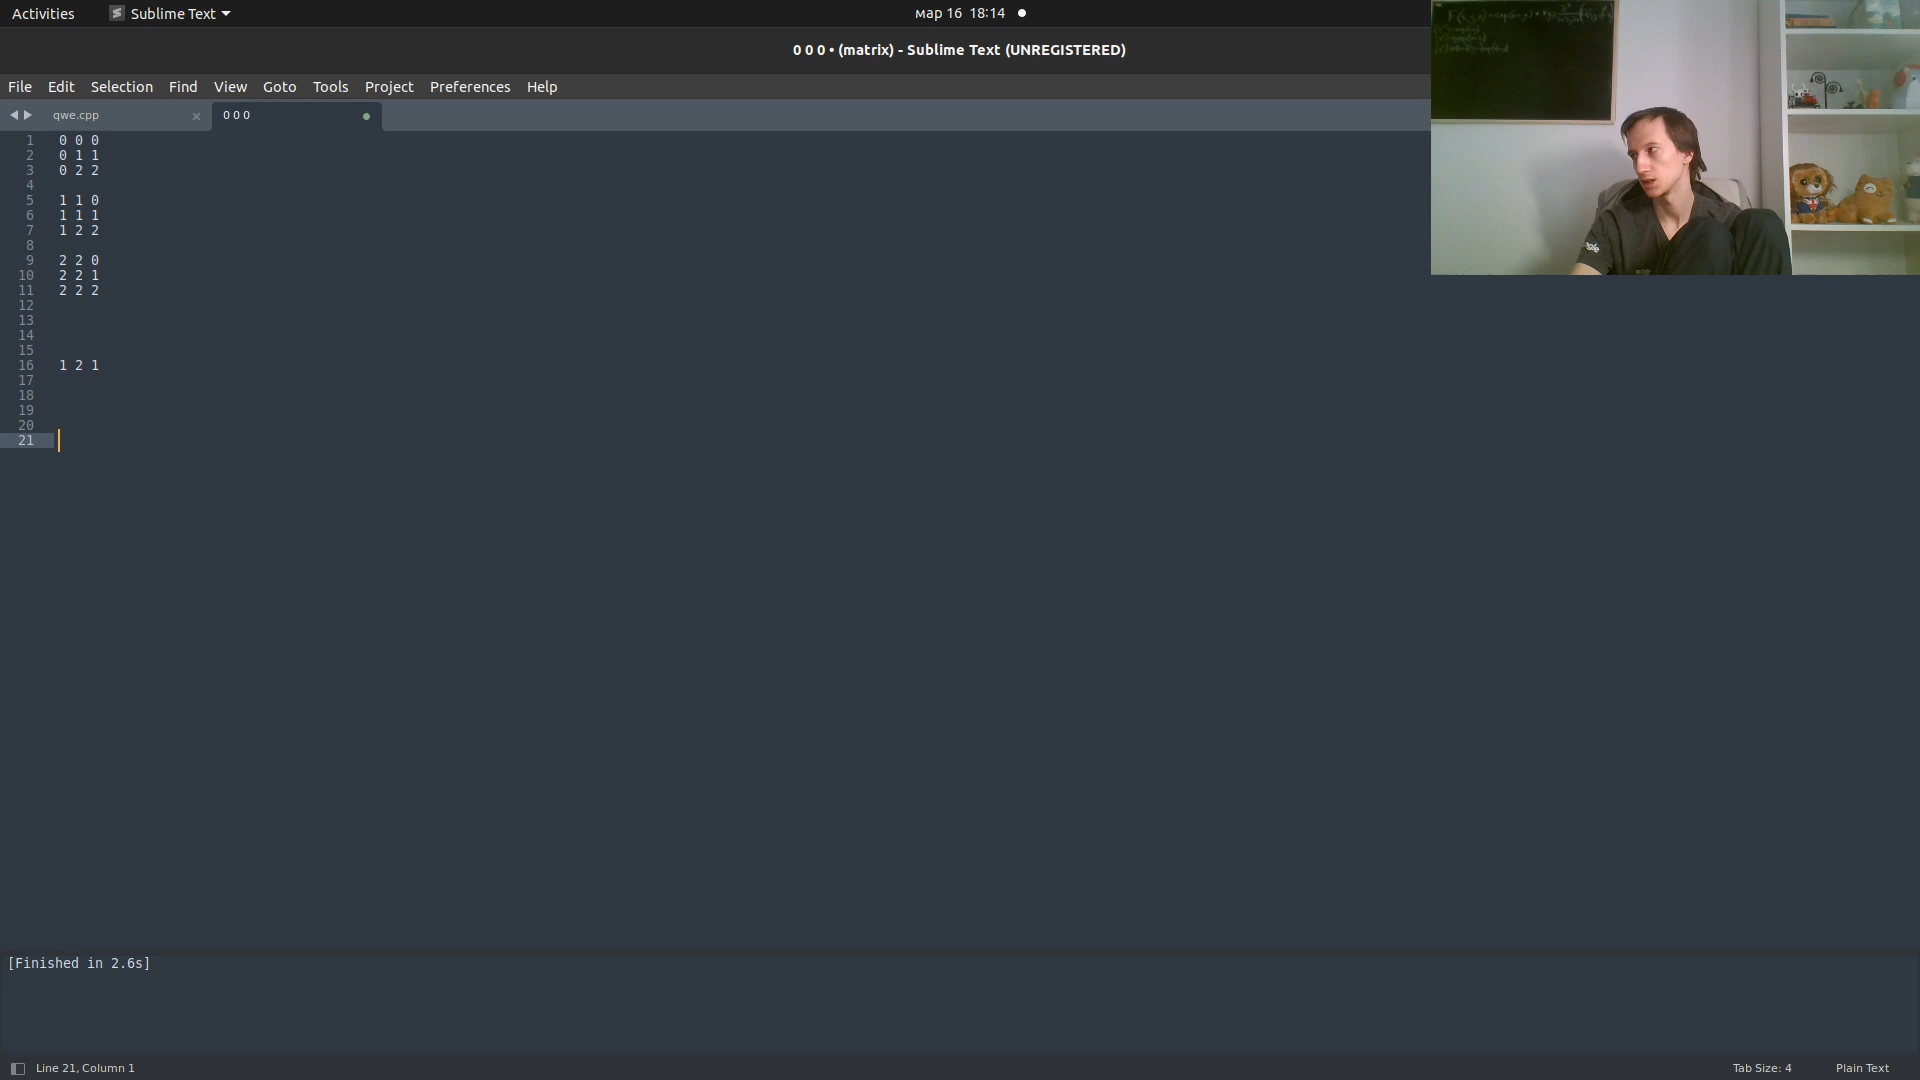 Activities Sublime Text мар 16 18:14
0 0 0 • (matrix) - Sublime Text (UNREGISTERED)
File Edit Selection Find View Goto Tools Project Preferences Help
qwe.cpp × 0 0 0
1 0 0 0
2 0 1 1
3 0 2 2
4
5 1 1 0
6 1 1 1
7 1 2 2
8
9 2 2 0
10 2 2 1
11 2 2 2
12
13
14
15
16 1 2 1
17
18
19
20
21
[Finished in 2.6s]
Line 21, Column 1 Tab Size: 4 Plain Text